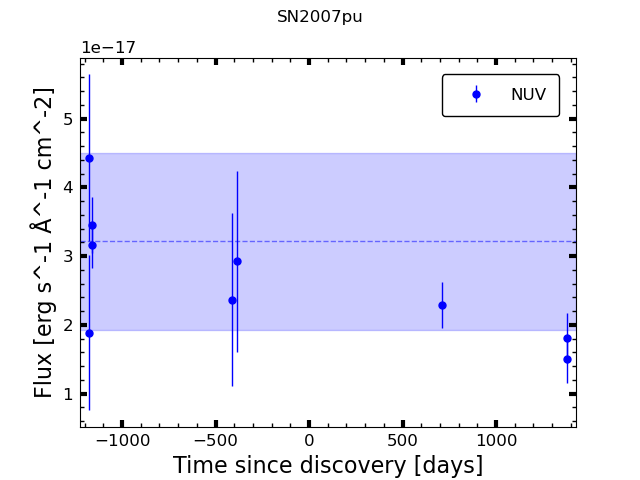 SN2007pu
1e−17
NUV
5
4
3
2
1
Flux [erg s^-1 Å^-1 cm^-2]
−1000 −500 0 500 1000
Time since discovery [days]